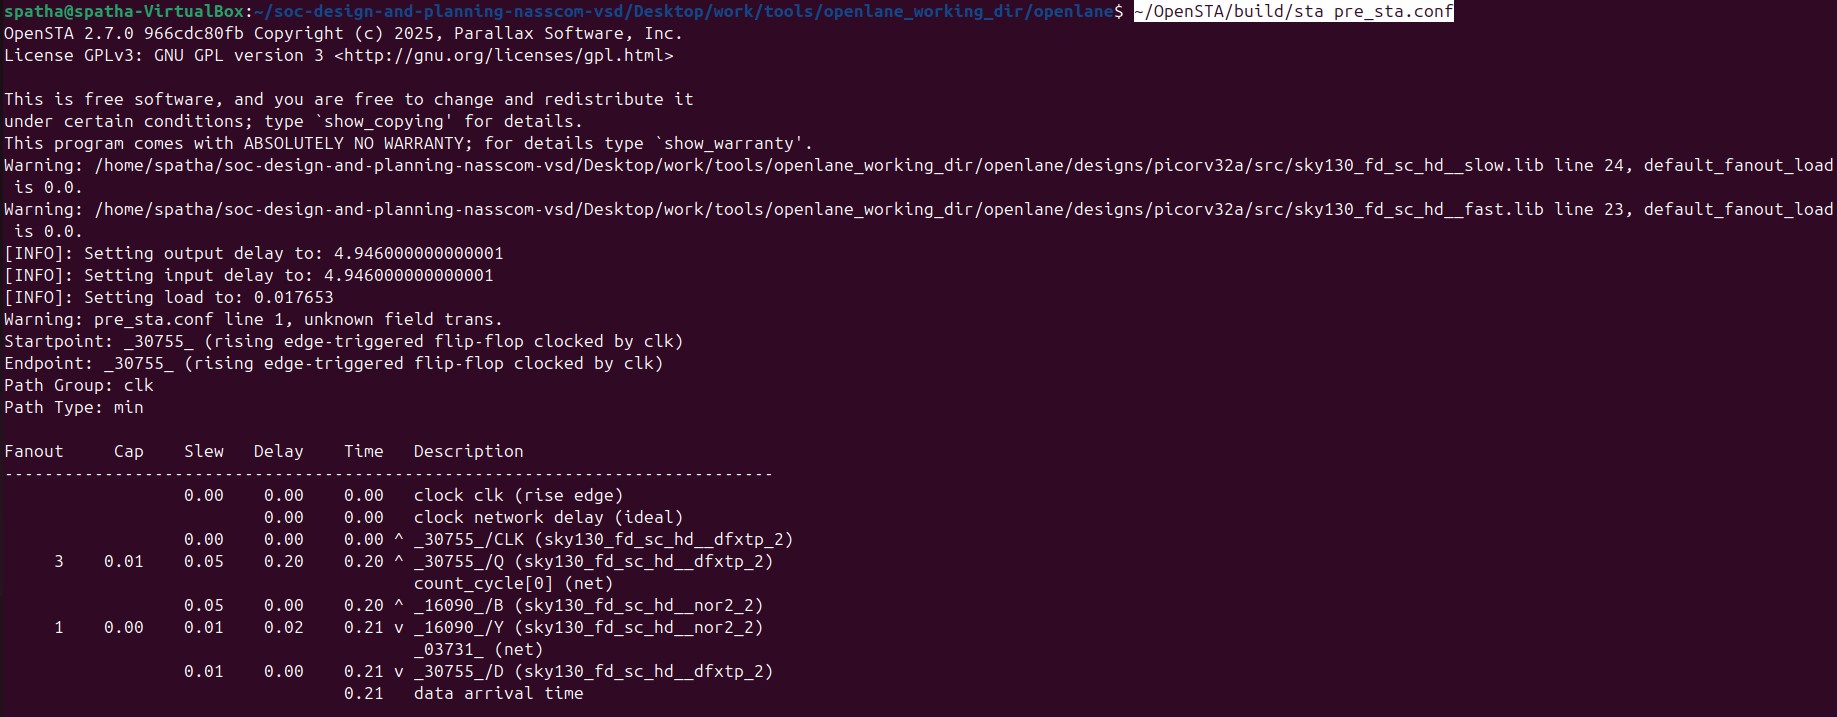 spatha@spatha-VirtualBox:~/soc-design-and-planning-nasscom-vsd/Desktop/work/tools/openlane_working_dir/openlane$ ~/OpenSTA/build/sta pre_sta.conf
OpenSTA 2.7.0 966cdc80fb Copyright (c) 2025, Parallax Software, Inc.
License GPLv3: GNU GPL version 3 <http://gnu.org/licenses/gpl.html>
This is free software, and you are free to change and redistribute it
under certain conditions; type `show_copying' for details.
This program comes with ABSOLUTELY NO WARRANTY; for details type `show_warranty'.
Warning: /home/spatha/soc-design-and-planning-nasscom-vsd/Desktop/work/tools/openlane_working_dir/openlane/designs/picorv32a/src/sky130_fd_sc_hd__slow.lib line 24, default_fanout_load
 is 0.0.
Warning: /home/spatha/soc-design-and-planning-nasscom-vsd/Desktop/work/tools/openlane_working_dir/openlane/designs/picorv32a/src/sky130_fd_sc_hd__fast.lib line 23, default_fanout_load
 is 0.0.
[INFO]: Setting output delay to: 4.946000000000001
[INFO]: Setting input delay to: 4.946000000000001
[INFO]: Setting load to: 0.017653
Warning: pre_sta.conf line 1, unknown field trans.
Startpoint: _30755_ (rising edge-triggered flip-flop clocked by clk)
Endpoint: _30755_ (rising edge-triggered flip-flop clocked by clk)
Path Group: clk
Path Type: min
Fanout     Cap    Slew   Delay    Time   Description
-----------------------------------------------------------------------------
                  0.00    0.00    0.00   clock clk (rise edge)
                          0.00    0.00   clock network delay (ideal)
                  0.00    0.00    0.00 ^ _30755_/CLK (sky130_fd_sc_hd__dfxtp_2)
     3    0.01    0.05    0.20    0.20 ^ _30755_/Q (sky130_fd_sc_hd__dfxtp_2)
                                         count_cycle[0] (net)
                  0.05    0.00    0.20 ^ _16090_/B (sky130_fd_sc_hd__nor2_2)
     1    0.00    0.01    0.02    0.21 v _16090_/Y (sky130_fd_sc_hd__nor2_2)
                                         _03731_ (net)
                  0.01    0.00    0.21 v _30755_/D (sky130_fd_sc_hd__dfxtp_2)
                                  0.21   data arrival time